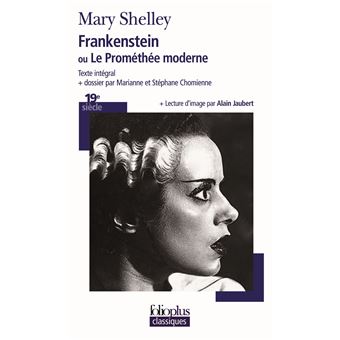 Mary Shelley
Frankenstein
ou Le Prométhée moderne
Texte intégral
+ dossier par Marianne et Stéphane Chomienne
19e
siècle
+ Lecture d'image par Alain Jaubert
folioplus
classiques